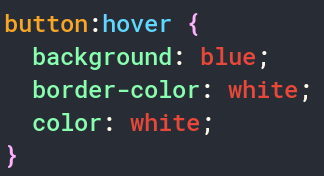 button:hover {
  background: blue;
  border-color: white;
  color: white;
}